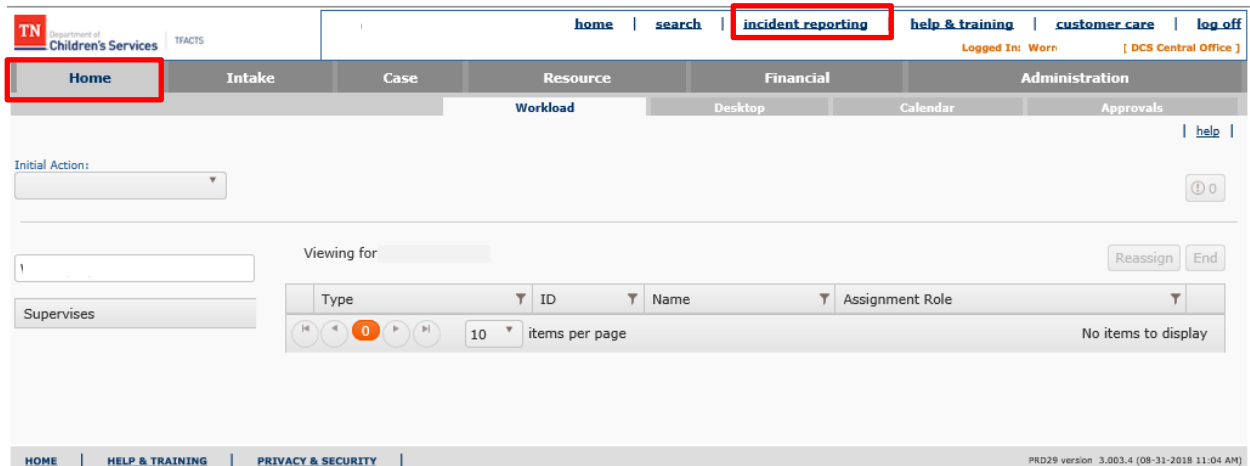 TN Department of Children's Services TFACTS
home | search | incident reporting | help & training | customer care | log off
Logged In: Worr [ DCS Central Office ]
Home Intake Case Resource Financial Administration
Workload Desktop Calendar Approvals
| help |
Initial Action:
0
Viewing for
Reassign End
Supervises
Type ID Name Assignment Role
0 10 items per page No items to display
HOME | HELP & TRAINING | PRIVACY & SECURITY |
PRD29 version 3.003.4 (08-31-2018 11:04 AM)